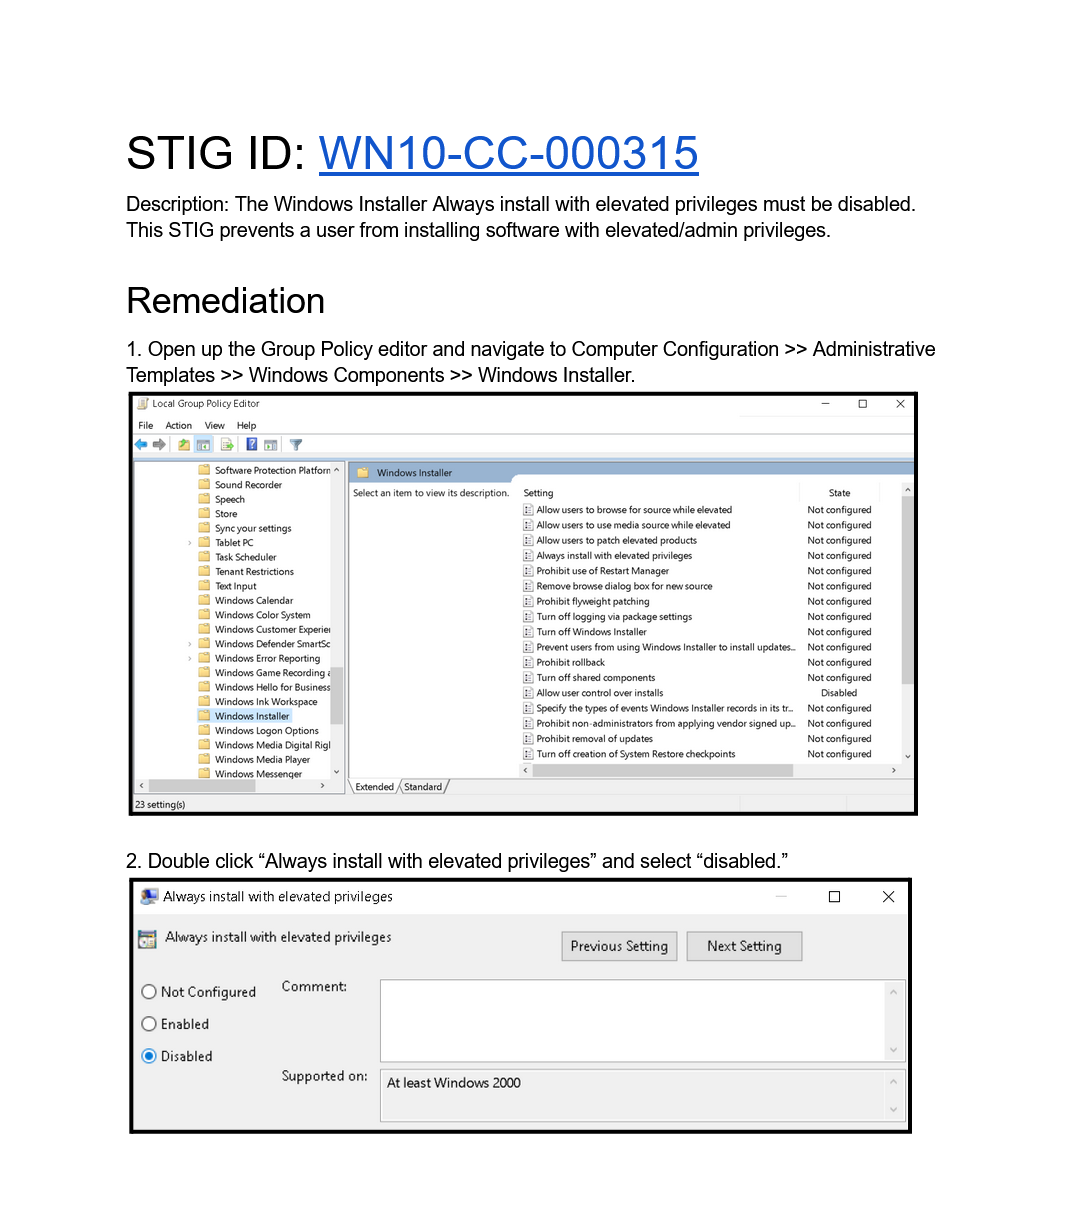 STIG ID: WN10-CC-000315
Description: The Windows Installer Always install with elevated privileges must be disabled.
This STIG prevents a user from installing software with elevated/admin privileges.
Remediation
1. Open up the Group Policy editor and navigate to Computer Configuration >> Administrative
Templates >> Windows Components >> Windows Installer.
Local Group Policy Editor
File Action View Help
Software Protection Platform
Sound Recorder
Speech
Store
Sync your settings
Tablet PC
Task Scheduler
Tenant Restrictions
Text Input
Windows Calendar
Windows Color System
Windows Customer Experie
Windows Defender SmartSc
Windows Error Reporting
Windows Game Recording a
Windows Hello for Business
Windows Ink Workspace
Windows Installer
Windows Logon Options
Windows Media Digital Rigl
Windows Media Player
Windows Messenger
Windows Installer
Select an item to view its description.
Setting State
Allow users to browse for source while elevated Not configured
Allow users to use media source while elevated Not configured
Allow users to patch elevated products Not configured
Always install with elevated privileges Not configured
Prohibit use of Restart Manager Not configured
Remove browse dialog box for new source Not configured
Prohibit flyweight patching Not configured
Turn off logging via package settings Not configured
Turn off Windows Installer Not configured
Prevent users from using Windows Installer to install updates... Not configured
Prohibit rollback Not configured
Turn off shared components Not configured
Allow user control over installs Disabled
Specify the types of events Windows Installer records in its tr... Not configured
Prohibit non-administrators from applying vendor signed up... Not configured
Prohibit removal of updates Not configured
Turn off creation of System Restore checkpoints Not configured
Extended Standard
23 setting(s)
2. Double click “Always install with elevated privileges” and select “disabled.”
Always install with elevated privileges
Always install with elevated privileges
Previous Setting Next Setting
Not Configured
Enabled
Disabled
Comment:
Supported on:
At least Windows 2000